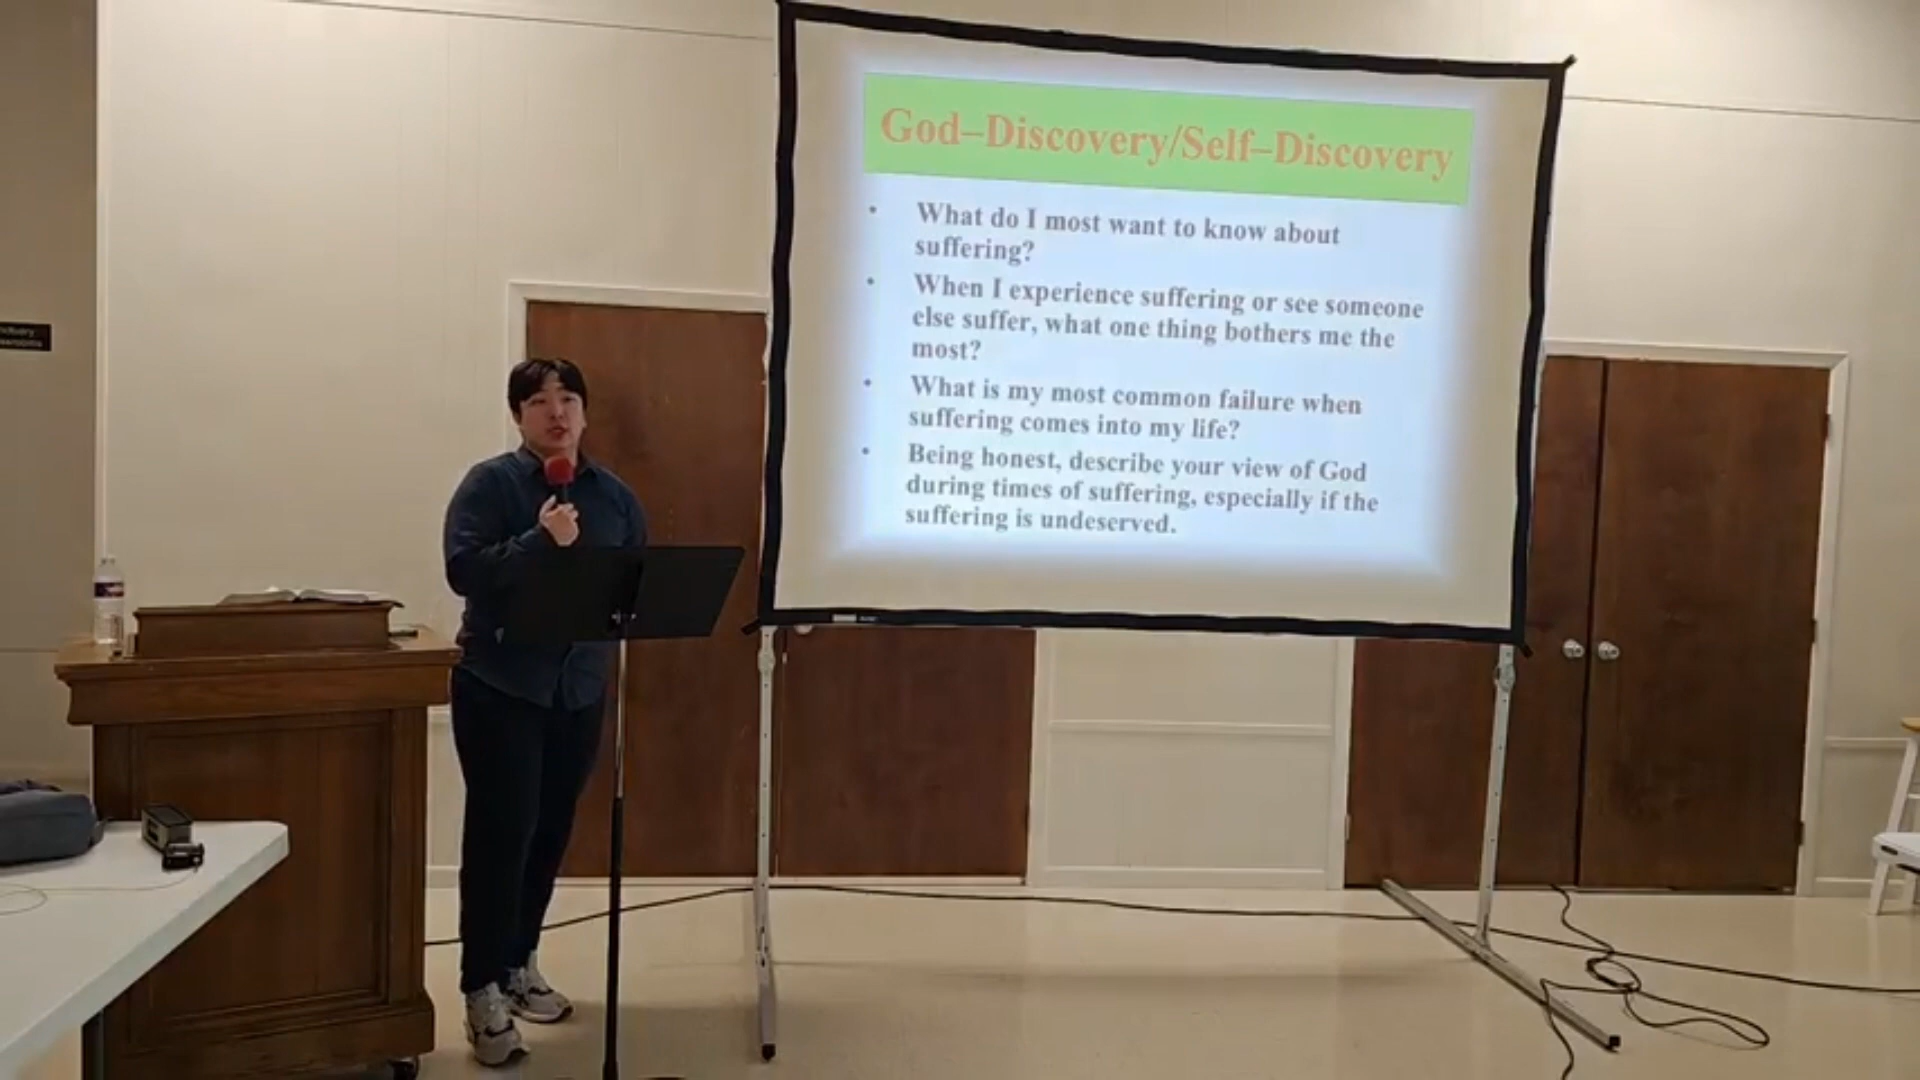 God–Discovery/Self–Discovery
• What do I most want to know about
suffering?
• When I experience suffering or see someone
else suffer, what one thing bothers me the
most?
• What is my most common failure when
suffering comes into my life?
• Being honest, describe your view of God
during times of suffering, especially if the
suffering is undeserved.